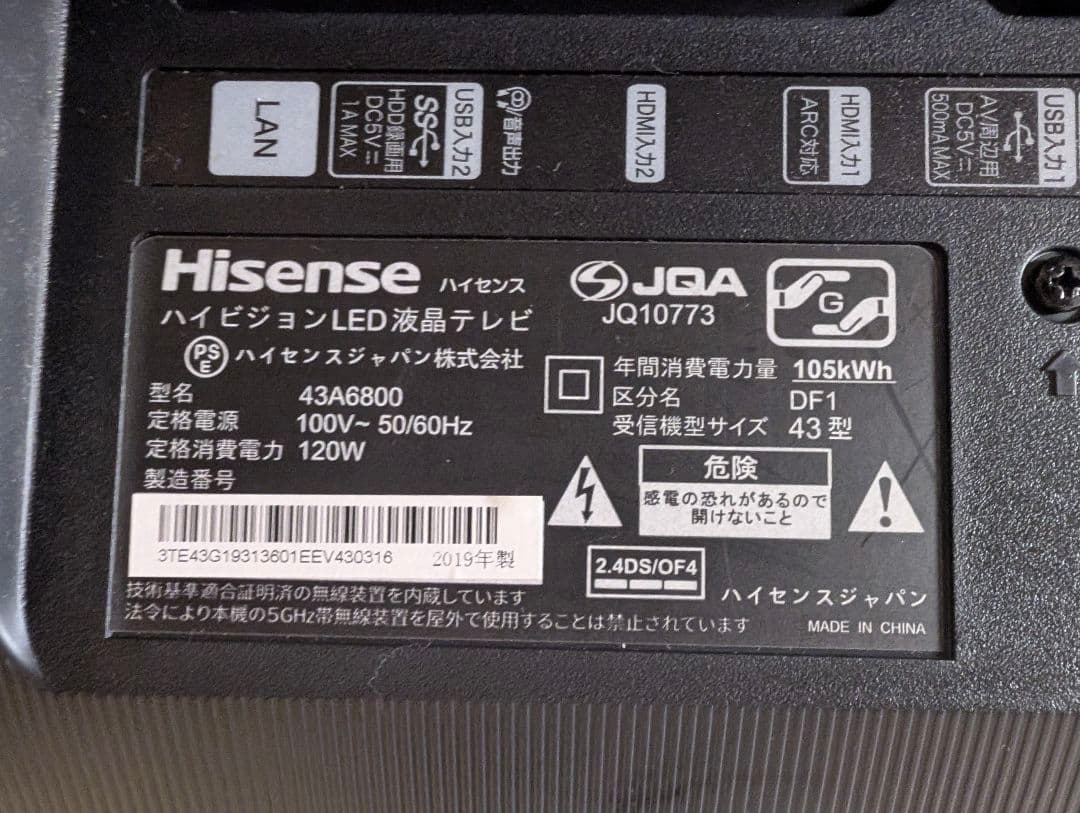 LAN
USB入力2
SS
HDD録画用
DC5V⎓
1A MAX
音声出力
HDMI入力2
HDMI入力1
ARC対応
USB入力1
AV周辺用
DC5V⎓
500mA MAX
Hisense ハイセンス
ハイビジョンLED液晶テレビ
PSE ハイセンスジャパン株式会社
型名 43A6800
定格電源 100V~ 50/60Hz
定格消費電力 120W
製造番号
3TE43G19313601EEV430316 2019年製
JQA
JQ10773
G
年間消費電力量 105kWh
区分名 DF1
受信機型サイズ 43型
危険
感電の恐れがあるので
開けないこと
2.4DS/OF4
ハイセンスジャパン
技術基準適合証明済の無線装置を内蔵しています
法令により本機の5GHz帯無線装置を屋外で使用することは禁止されています
MADE IN CHINA